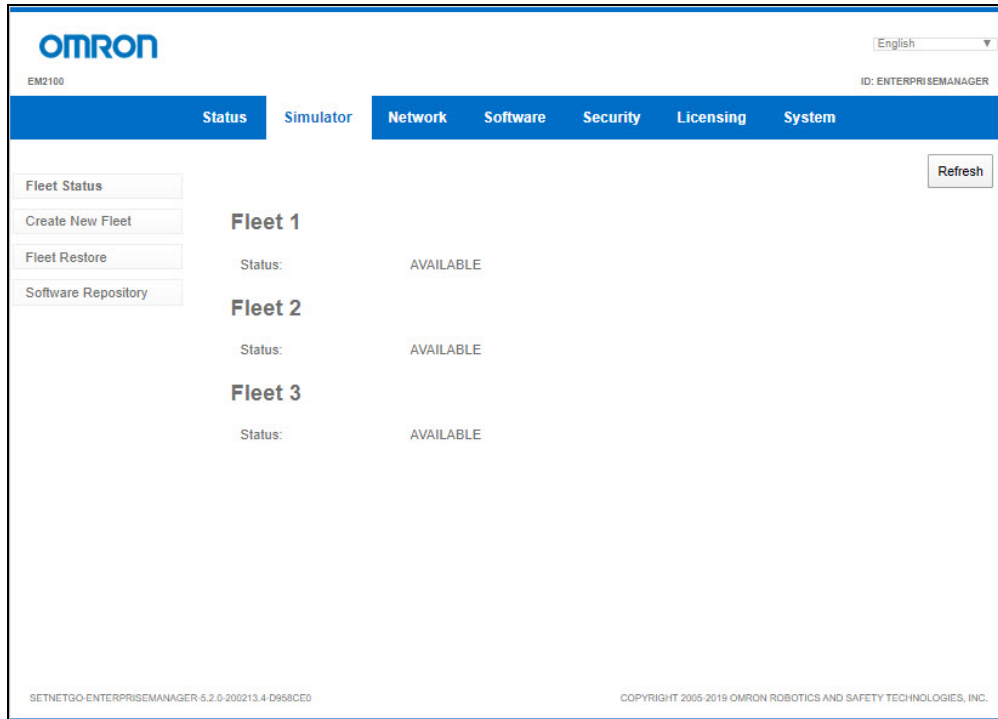 OMRON
English
EM2100
ID: ENTERPRISEMANAGER
Status Simulator Network Software Security Licensing System
Refresh
Fleet Status
Create New Fleet
Fleet Restore
Software Repository
Fleet 1
Status: AVAILABLE
Fleet 2
Status: AVAILABLE
Fleet 3
Status: AVAILABLE
SETNETGO-ENTERPRISEMANAGER-5.2.0-200213.4-D958CE0
COPYRIGHT 2005-2019 OMRON ROBOTICS AND SAFETY TECHNOLOGIES, INC.